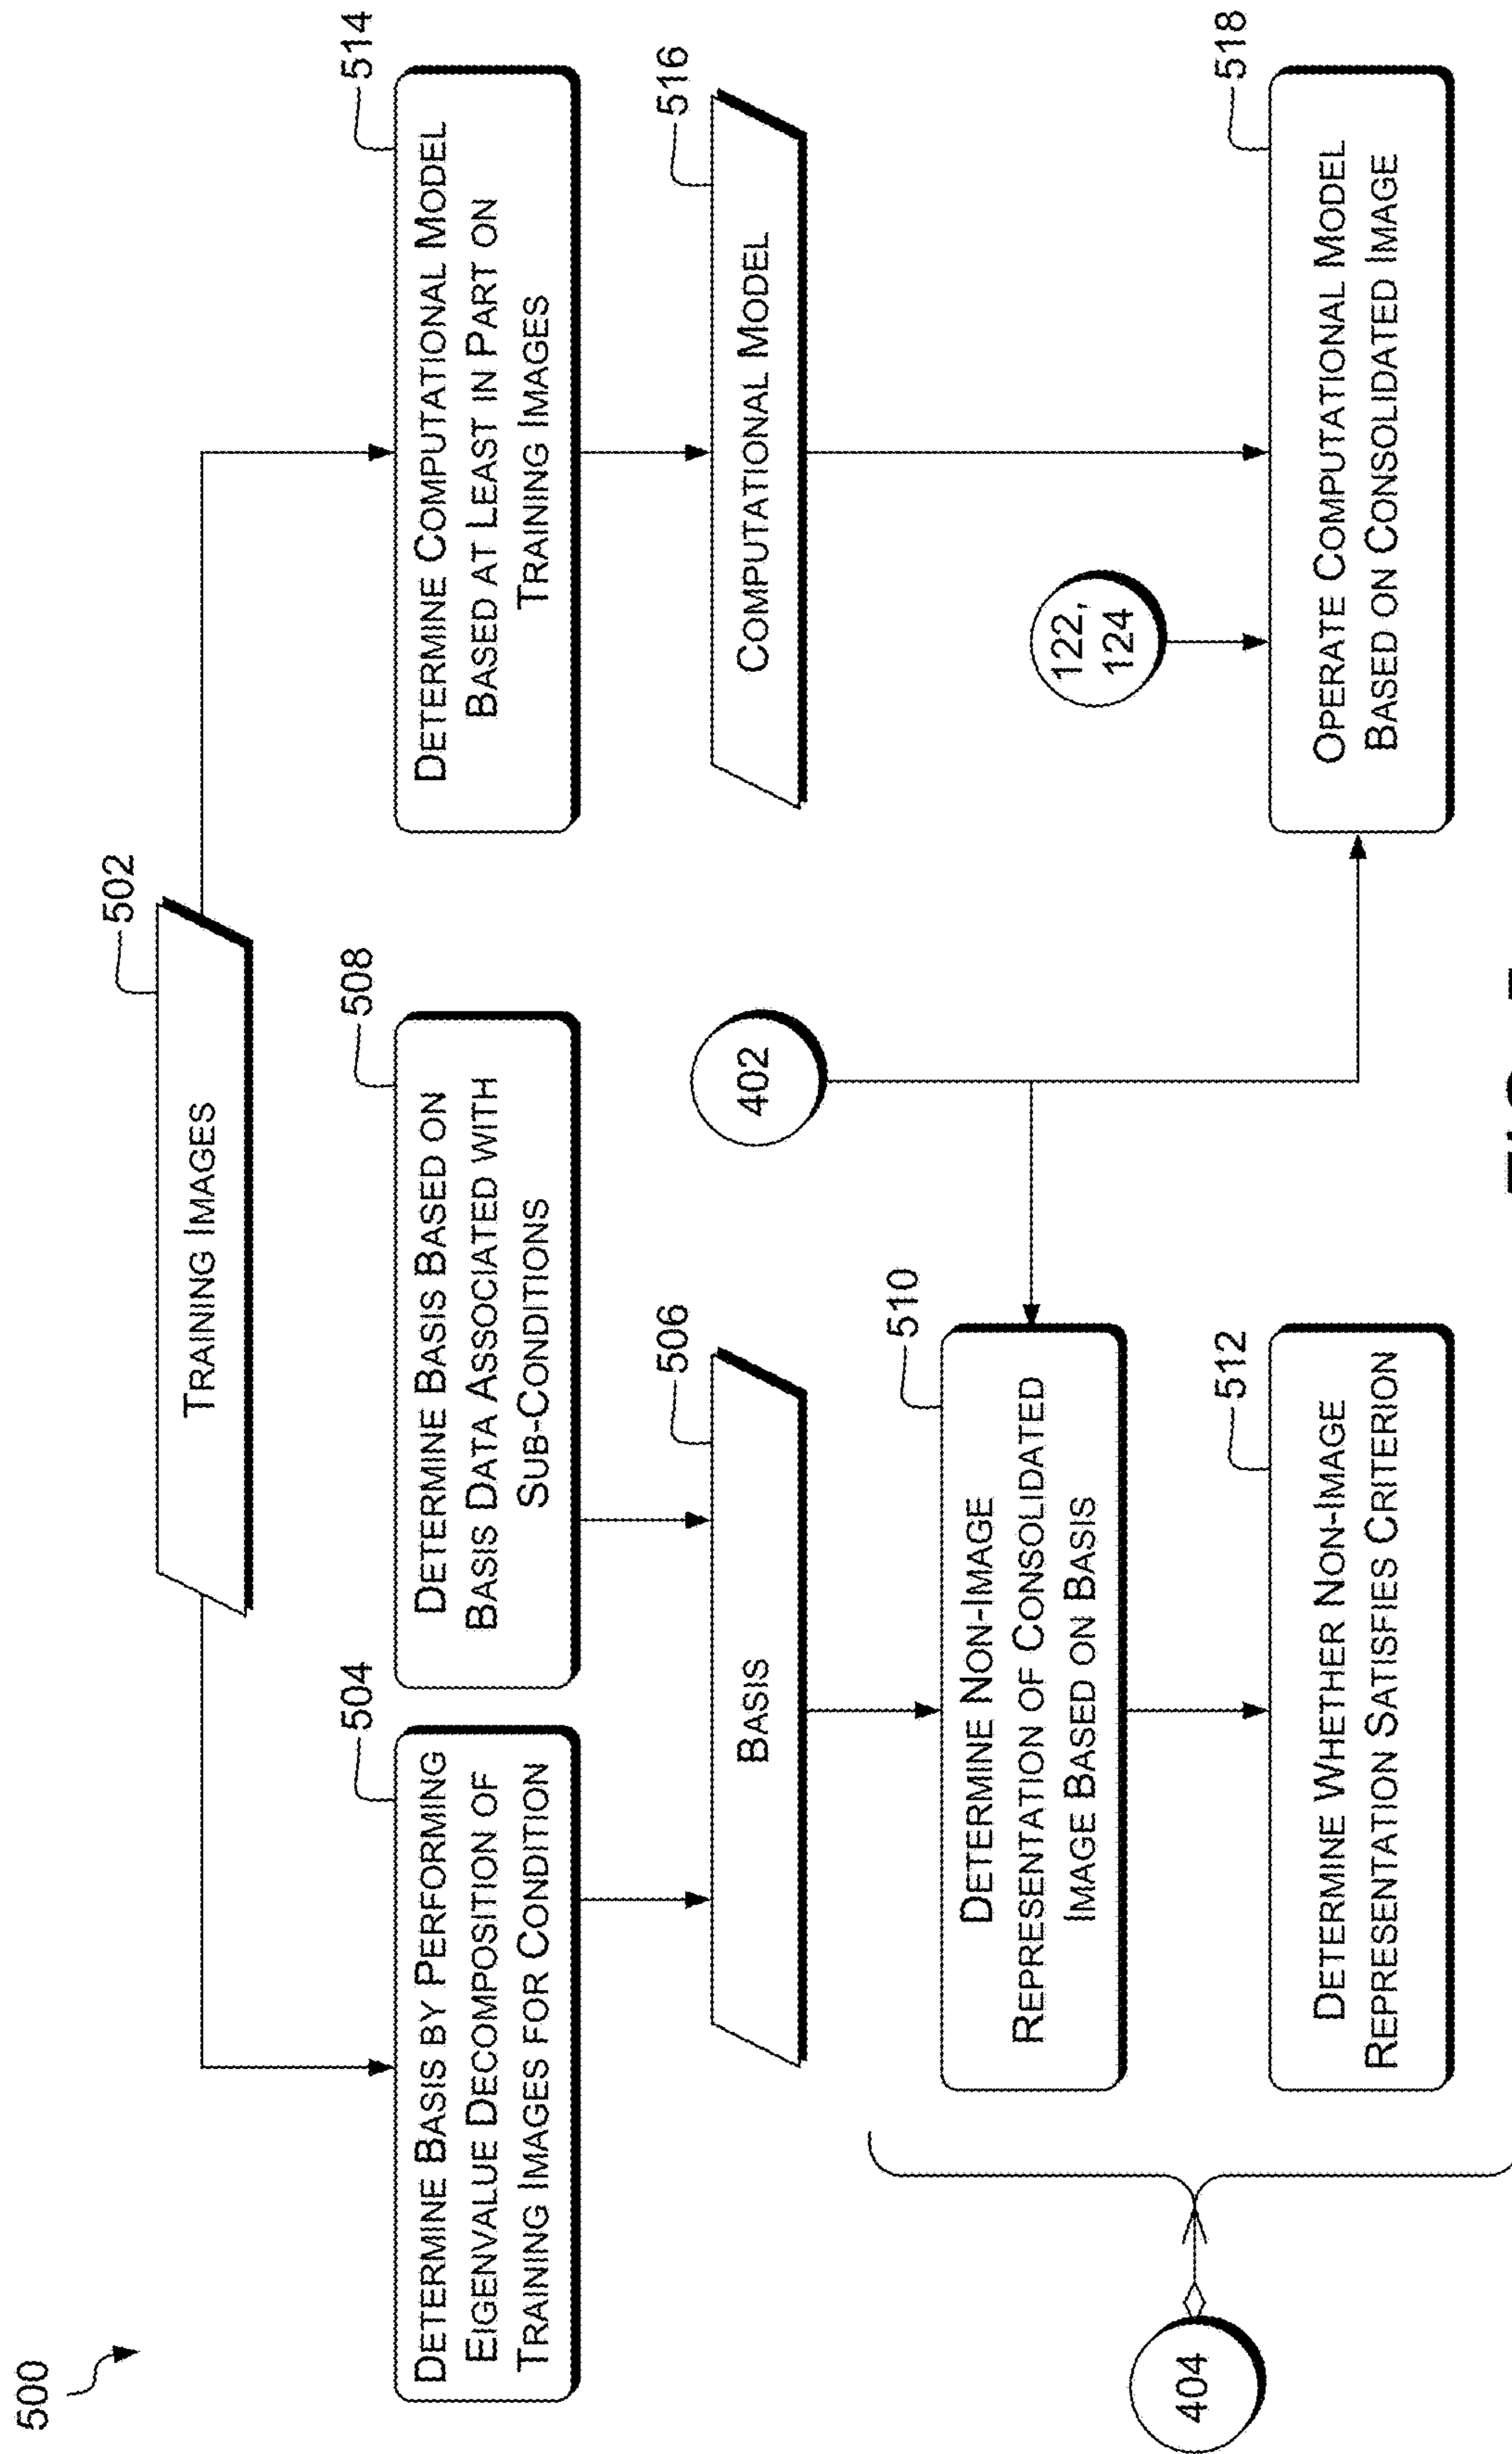 500
502
TRAINING IMAGES
504
DETERMINE BASIS BY PERFORMING
EIGENVALUE DECOMPOSITION OF
TRAINING IMAGES FOR CONDITION
508
DETERMINE BASIS BASED ON
BASIS DATA ASSOCIATED WITH
SUB-CONDITIONS
514
DETERMINE COMPUTATIONAL MODEL
BASED AT LEAST IN PART ON
TRAINING IMAGES
506
BASIS
402
516
COMPUTATIONAL MODEL
404
510
DETERMINE NON-IMAGE
REPRESENTATION OF CONSOLIDATED
IMAGE BASED ON BASIS
122,
124
512
DETERMINE WHETHER NON-IMAGE
REPRESENTATION SATISFIES CRITERION
518
OPERATE COMPUTATIONAL MODEL
BASED ON CONSOLIDATED IMAGE